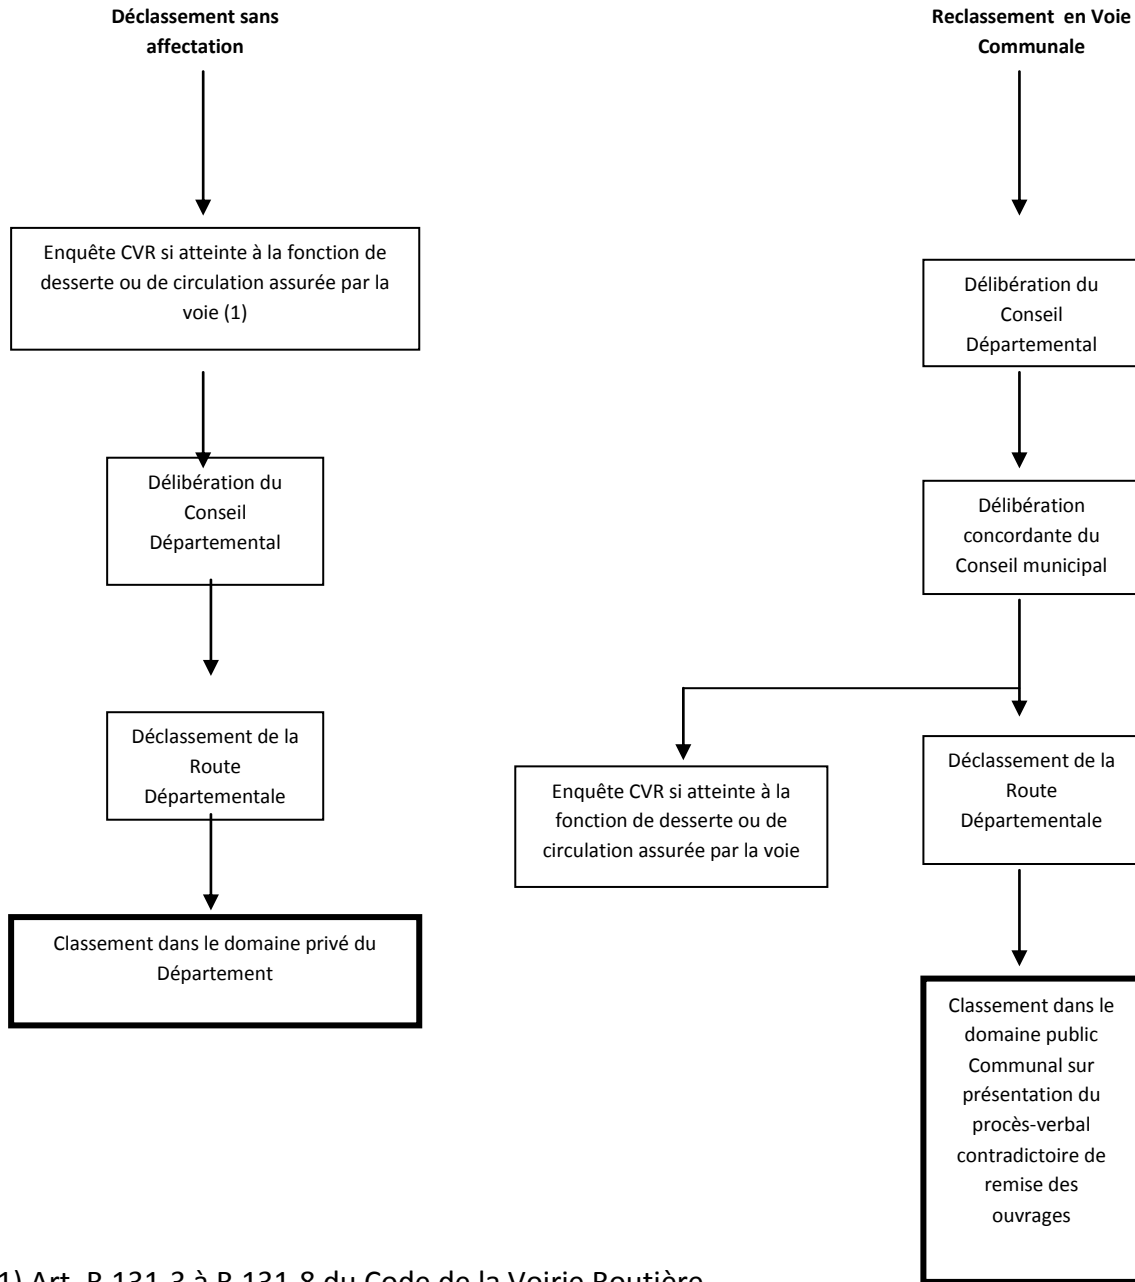 Déclassement sans
affectation
Enquête CVR si atteinte à la fonction de
desserte ou de circulation assurée par la
voie (1)
Délibération du
Conseil
Départemental
Déclassement de la
Route
Départementale
Classement dans le domaine privé du
Département
Reclassement en Voie
Communale
Délibération du
Conseil
Départemental
Délibération
concordante du
Conseil municipal
Enquête CVR si atteinte à la
fonction de desserte ou de
circulation assurée par la voie
Déclassement de la
Route
Départementale
Classement dans le
domaine public
Communal sur
présentation du
procès-verbal
contradictoire de
remise des
ouvrages
1) Art. R 131-3 à R 131-8 du Code de la Voirie Routière